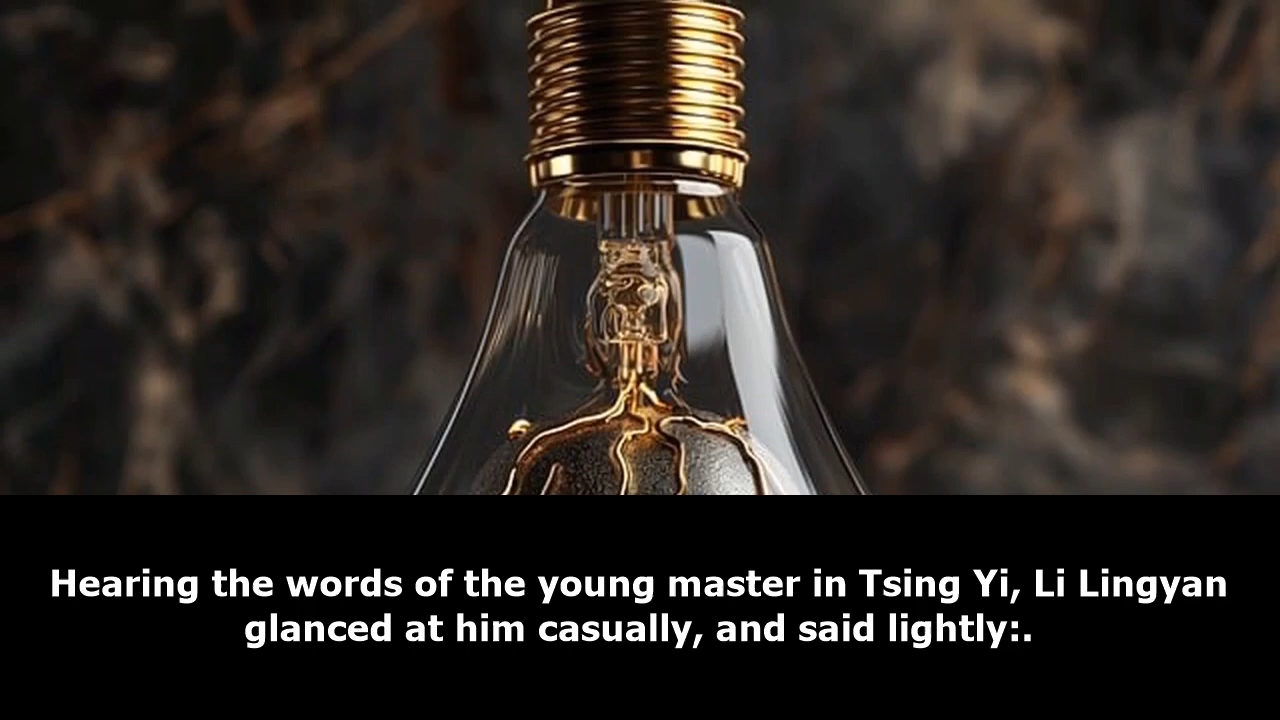 Hearing the words of the young master in Tsing Yi, Li Lingyan
glanced at him casually, and said lightly:.